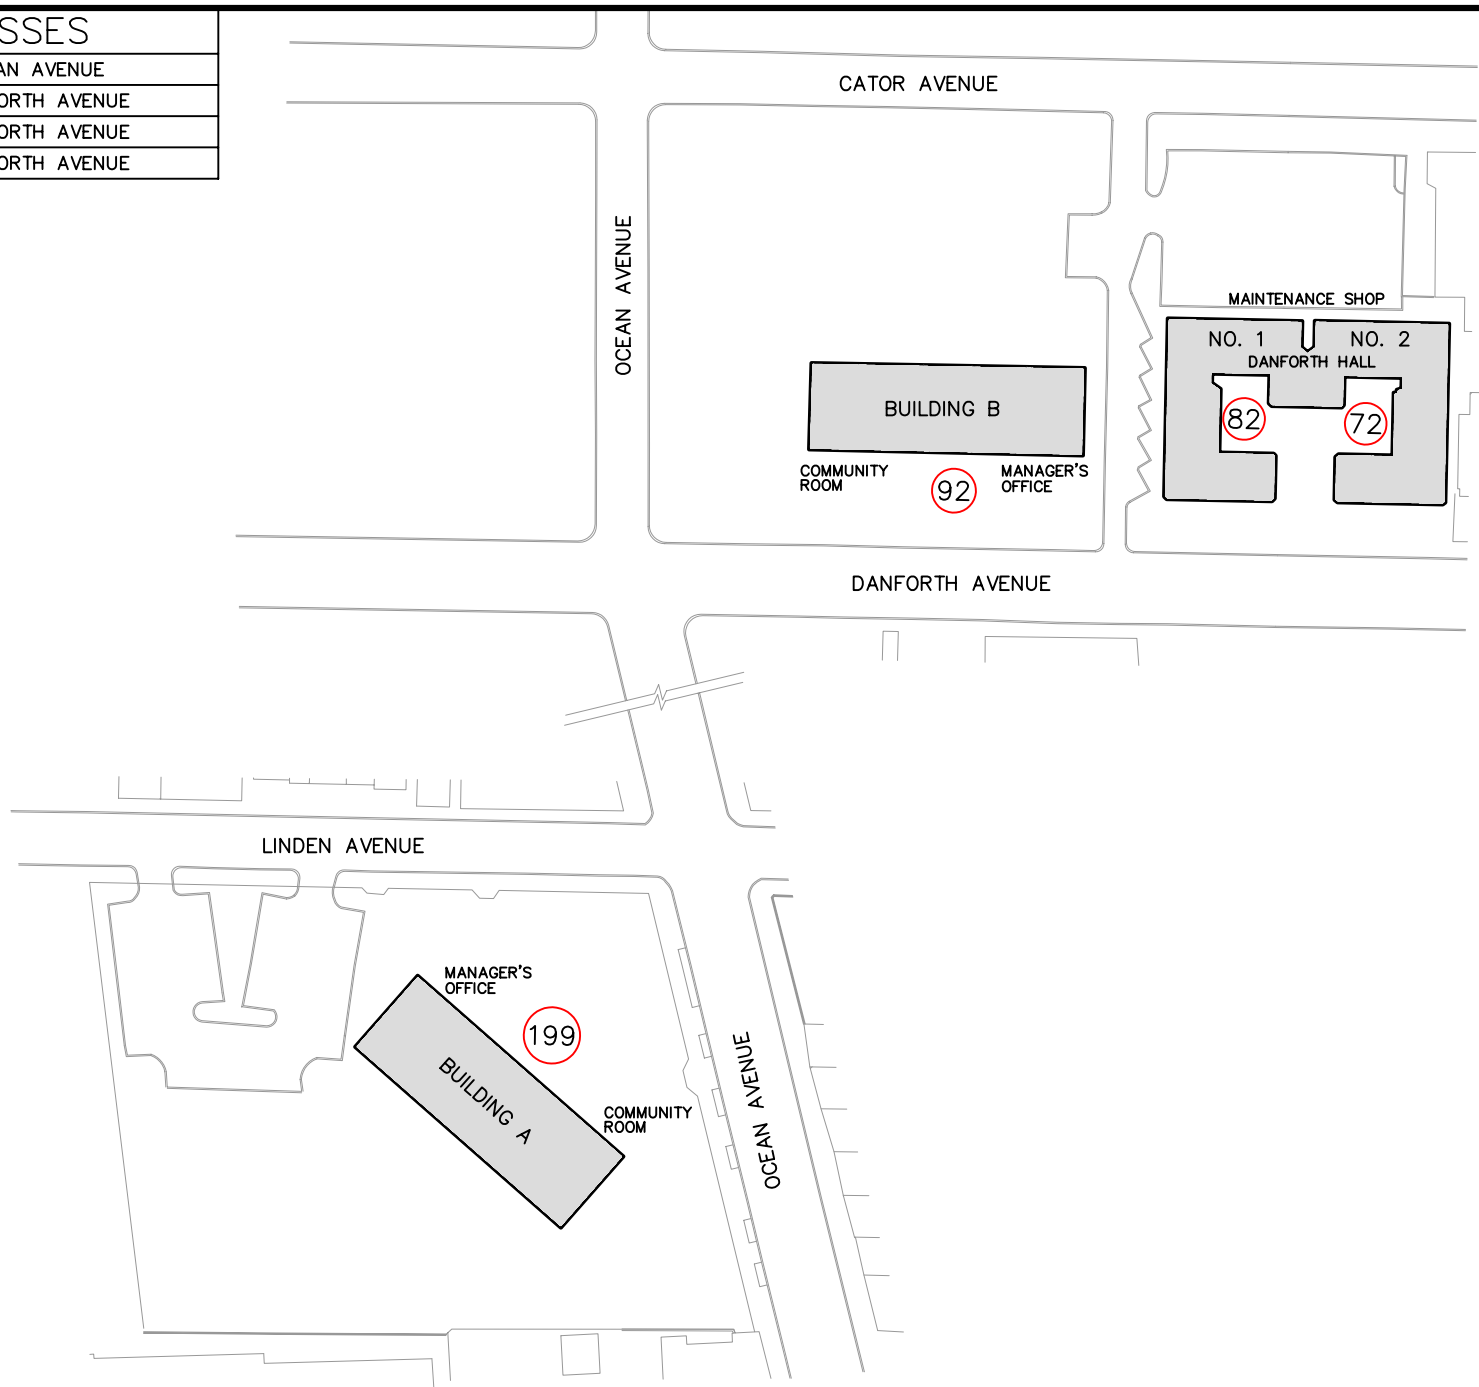 SSES
AN AVENUE
ORTH AVENUE
ORTH AVENUE
ORTH AVENUE
CATOR AVENUE
OCEAN AVENUE
MAINTENANCE SHOP
NO. 1
NO. 2
DANFORTH HALL
82
72
BUILDING B
COMMUNITY
ROOM
92
MANAGER'S
OFFICE
DANFORTH AVENUE
LINDEN AVENUE
MANAGER'S
OFFICE
199
BUILDING A
COMMUNITY
ROOM
OCEAN AVENUE